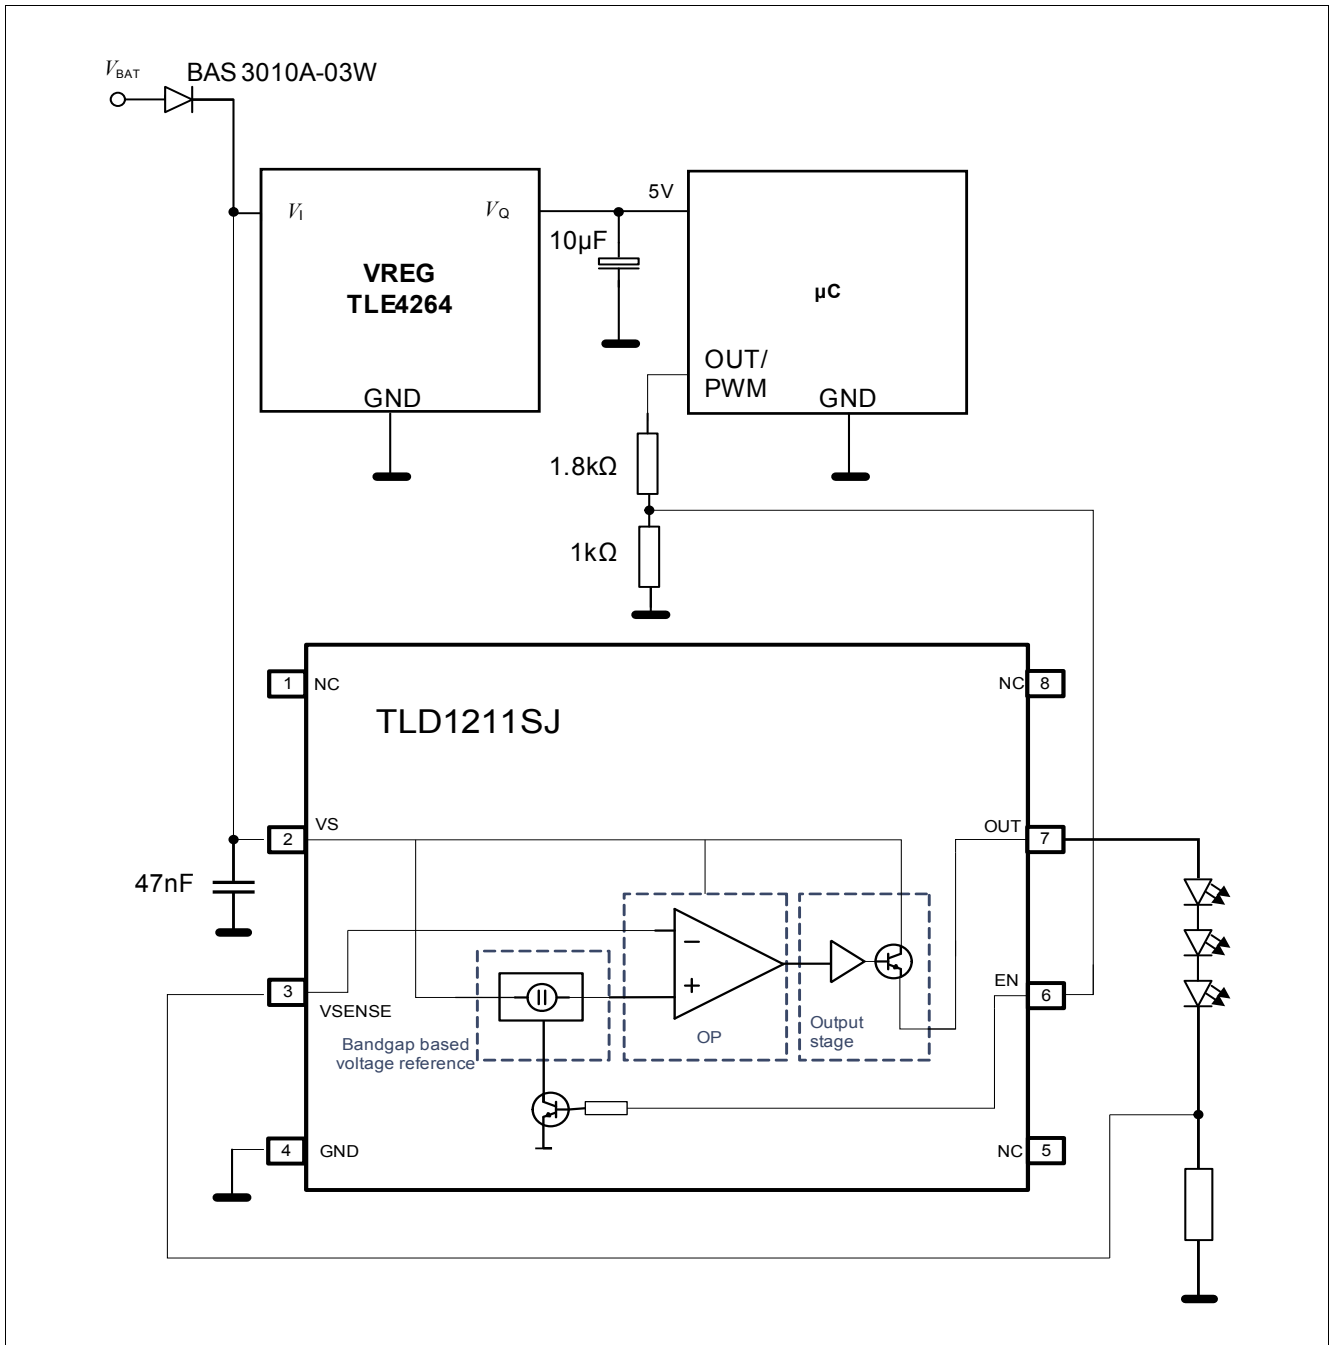 VBAT
BAS 3010A-03W
VI
VQ
VREG
TLE4264
GND
5V
10µF
µC
OUT/
PWM
GND
1.8kΩ
1kΩ
1
NC
NC
8
TLD1211SJ
VS
2
OUT
7
47nF
3
VSENSE
EN
6
Bandgap based
voltage reference
OP
Output
stage
4
GND
NC
5